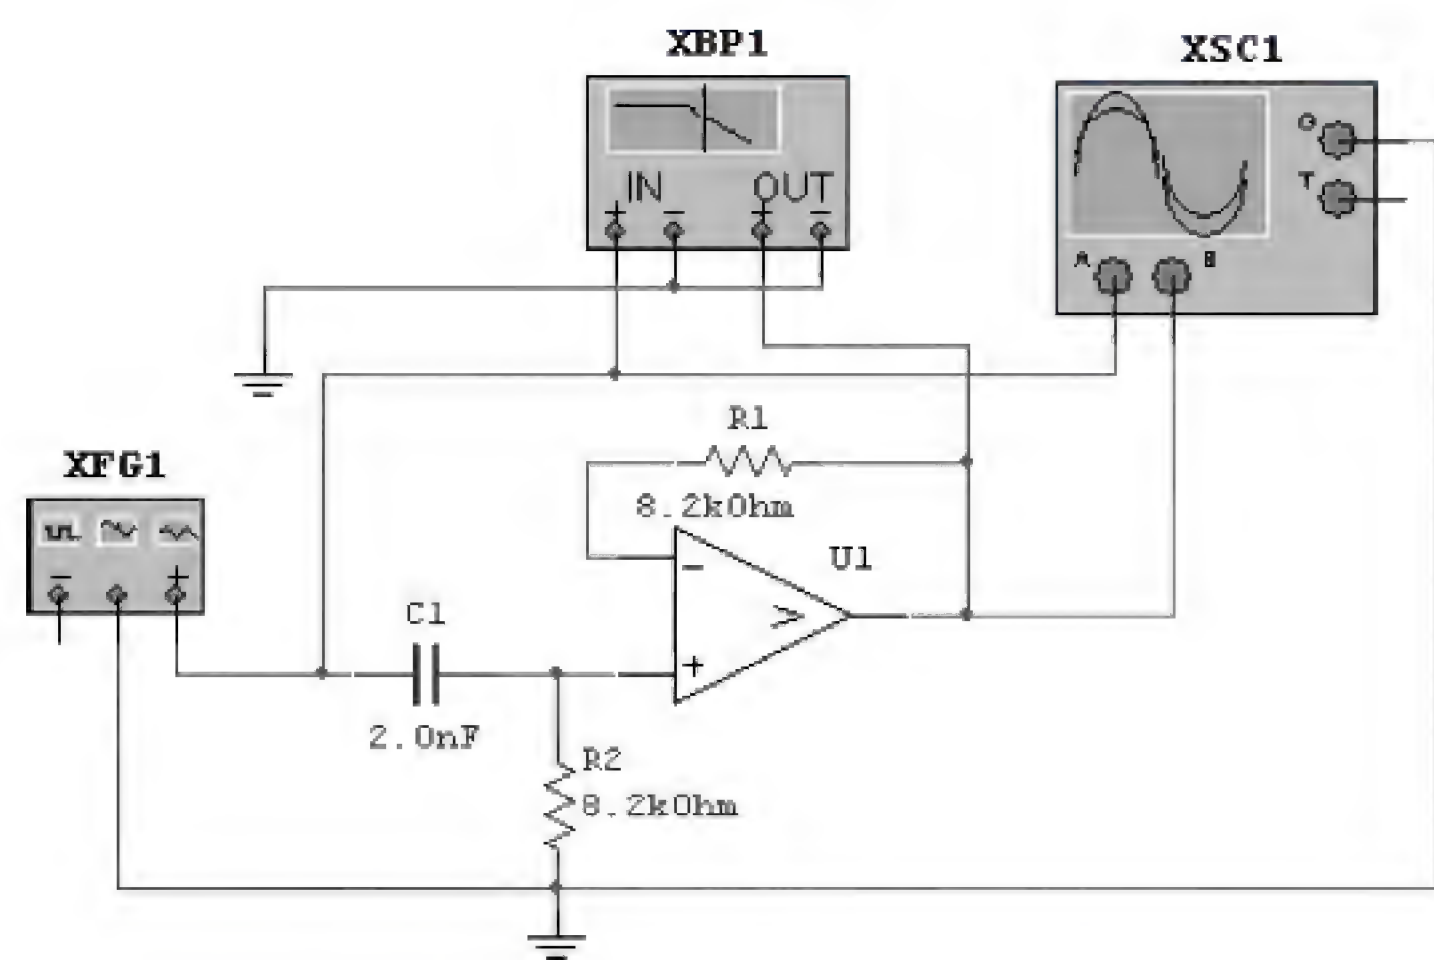 XBP1
XSC1
IN OUT
+ − + −
G
T
A B
R1
8.2kOhm
XFG1
− +
U1
−
>
+
C1
2.0nF
R2
8.2kOhm